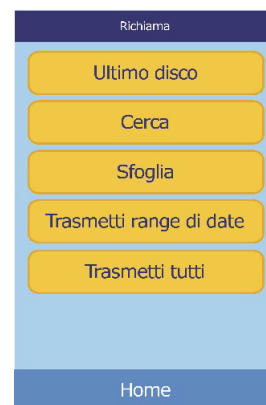 Richiama
Ultimo disco
Cerca
Sfoglia
Trasmetti range di date
Trasmetti tutti
Home